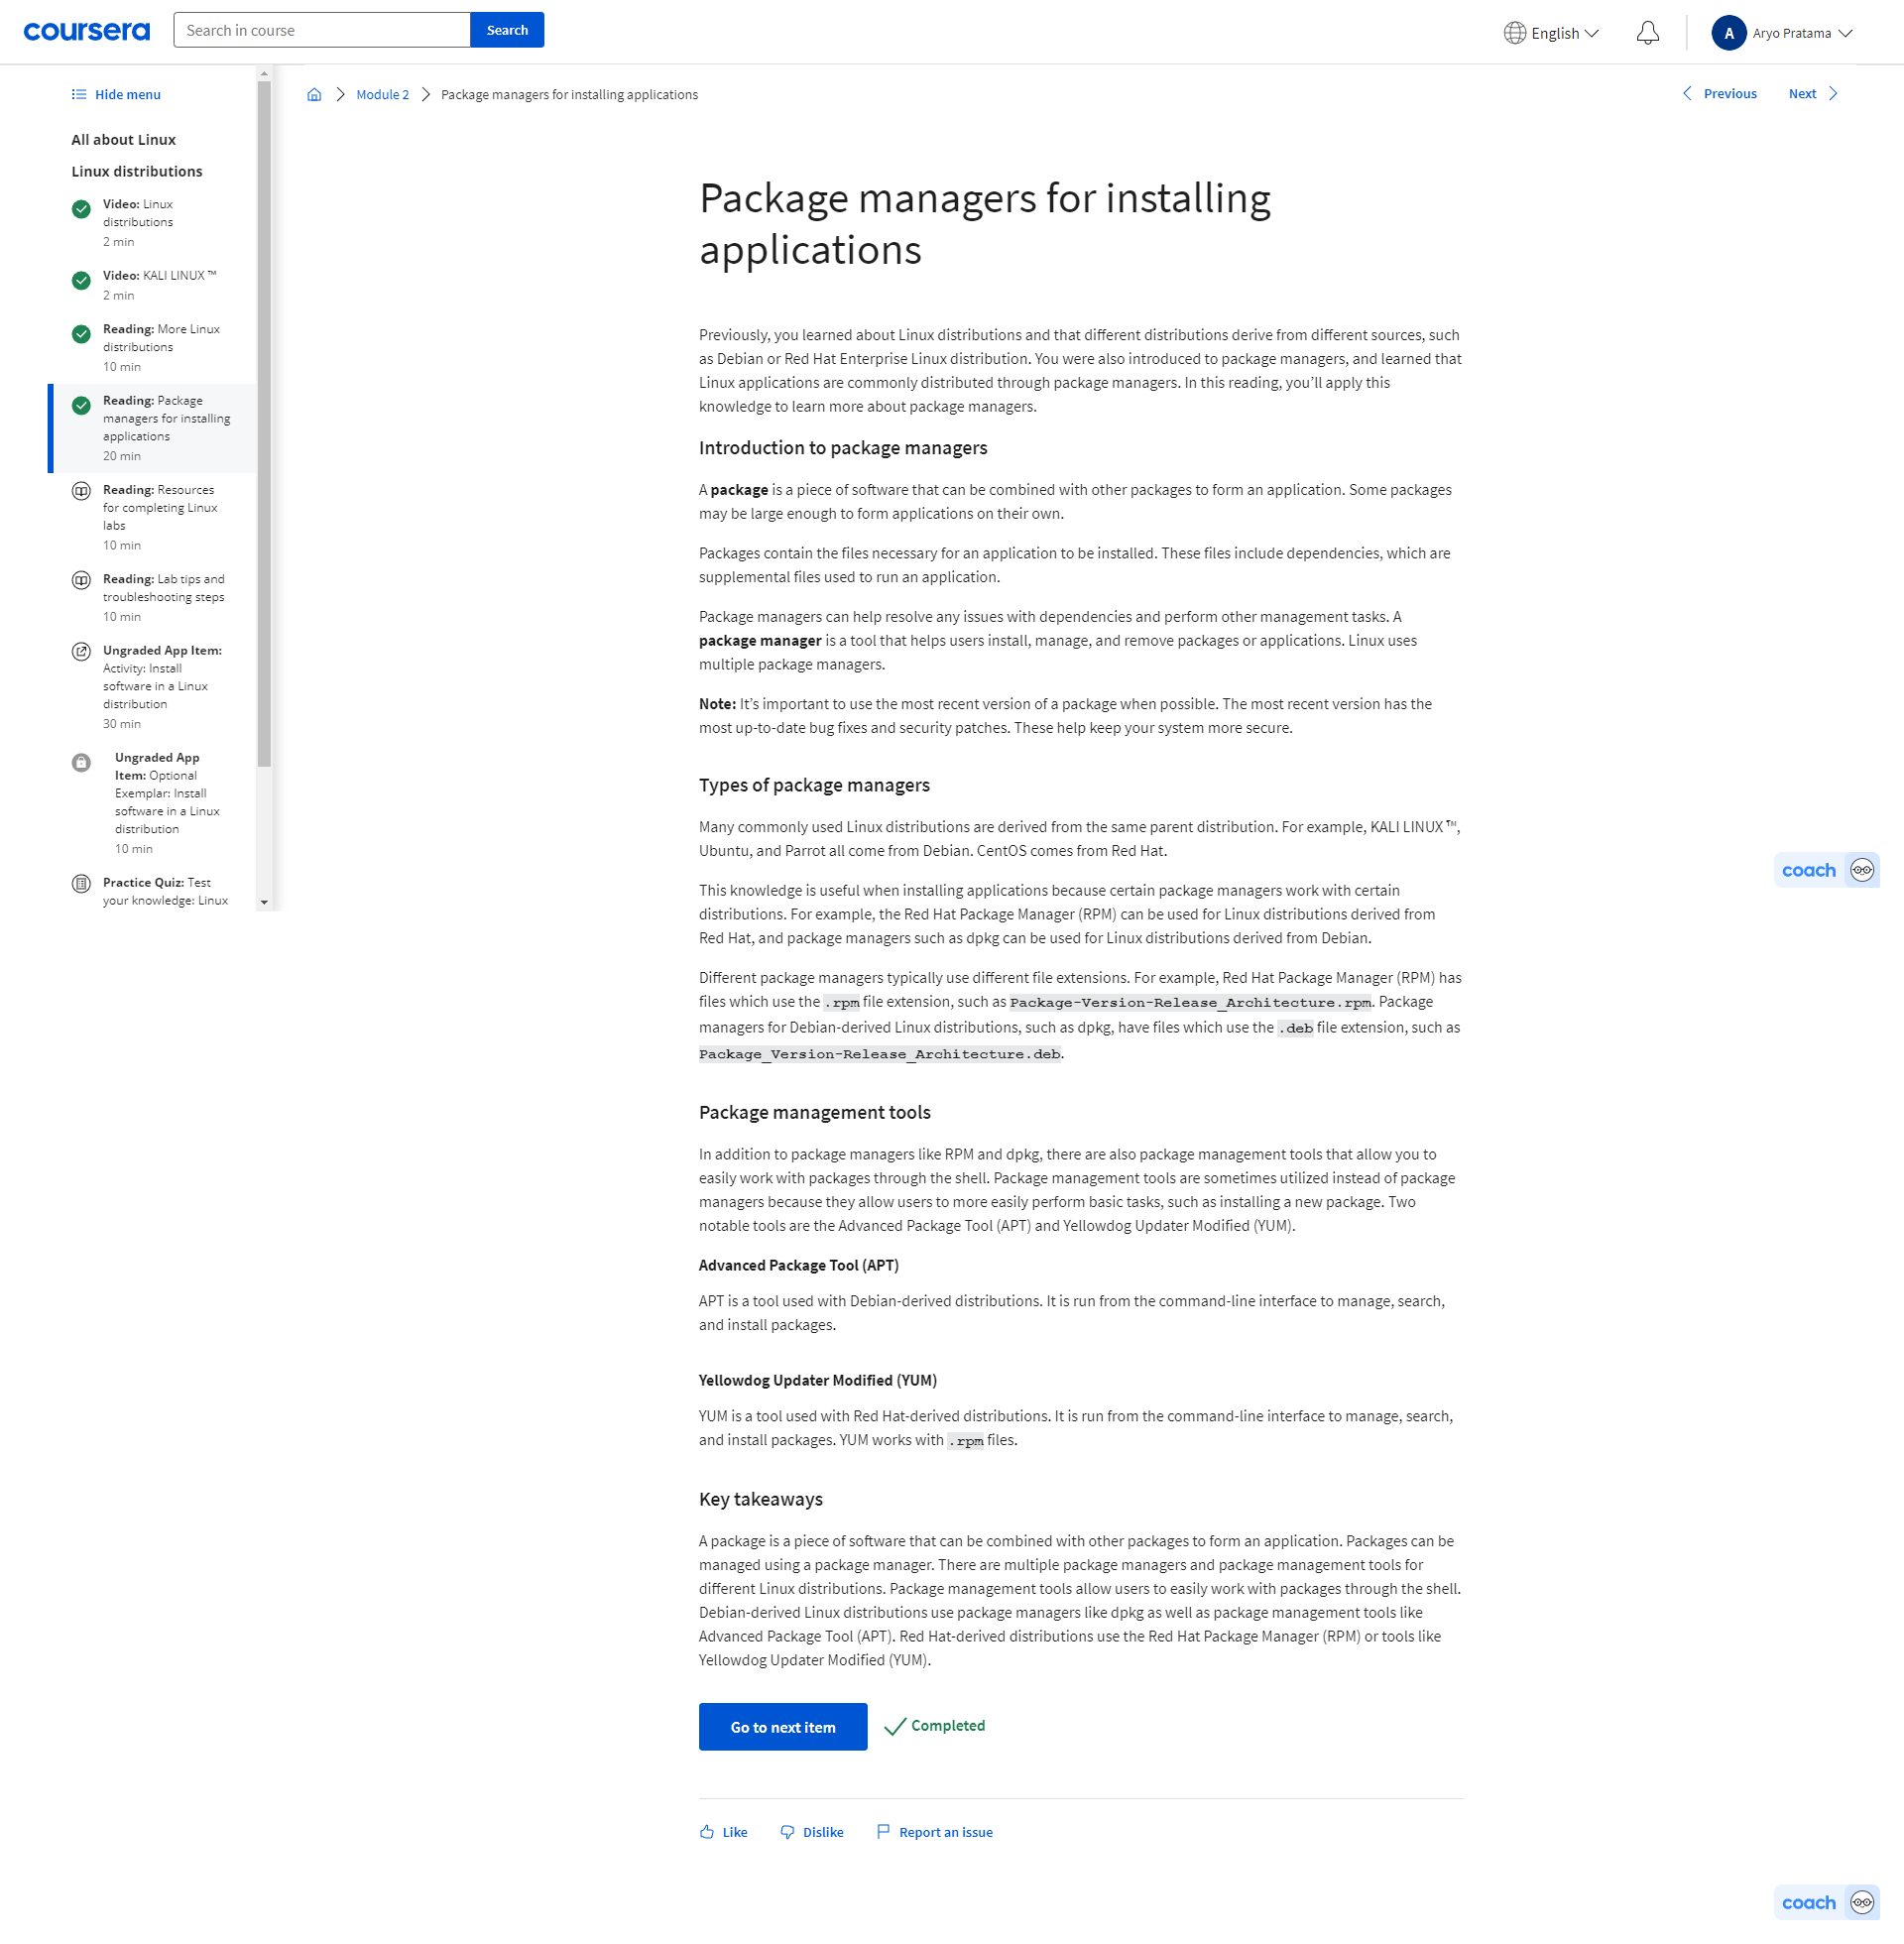 coursera
Search in course
Search
English
A
Aryo Pratama
Hide menu
All about Linux
Linux distributions
Video: Linux
distributions
2 min
Video: KALI LINUX ™
2 min
Reading: More Linux
distributions
10 min
Reading: Package
managers for installing
applications
20 min
Reading: Resources
for completing Linux
labs
10 min
Reading: Lab tips and
troubleshooting steps
10 min
Ungraded App Item:
Activity: Install
software in a Linux
distribution
30 min
Ungraded App
Item: Optional
Exemplar: Install
software in a Linux
distribution
10 min
Practice Quiz: Test
your knowledge: Linux
Module 2
Package managers for installing applications
Previous
Next
Package managers for installing
applications
Previously, you learned about Linux distributions and that different distributions derive from different sources, such
as Debian or Red Hat Enterprise Linux distribution. You were also introduced to package managers, and learned that
Linux applications are commonly distributed through package managers. In this reading, you’ll apply this
knowledge to learn more about package managers.
Introduction to package managers
A package is a piece of software that can be combined with other packages to form an application. Some packages
may be large enough to form applications on their own.
Packages contain the files necessary for an application to be installed. These files include dependencies, which are
supplemental files used to run an application.
Package managers can help resolve any issues with dependencies and perform other management tasks. A
package manager is a tool that helps users install, manage, and remove packages or applications. Linux uses
multiple package managers.
Note: It’s important to use the most recent version of a package when possible. The most recent version has the
most up-to-date bug fixes and security patches. These help keep your system more secure.
Types of package managers
Many commonly used Linux distributions are derived from the same parent distribution. For example, KALI LINUX ™,
Ubuntu, and Parrot all come from Debian. CentOS comes from Red Hat.
This knowledge is useful when installing applications because certain package managers work with certain
distributions. For example, the Red Hat Package Manager (RPM) can be used for Linux distributions derived from
Red Hat, and package managers such as dpkg can be used for Linux distributions derived from Debian.
Different package managers typically use different file extensions. For example, Red Hat Package Manager (RPM) has
files which use the .rpm file extension, such as Package-Version-Release_Architecture.rpm. Package
managers for Debian-derived Linux distributions, such as dpkg, have files which use the .deb file extension, such as
Package_Version-Release_Architecture.deb.
Package management tools
In addition to package managers like RPM and dpkg, there are also package management tools that allow you to
easily work with packages through the shell. Package management tools are sometimes utilized instead of package
managers because they allow users to more easily perform basic tasks, such as installing a new package. Two
notable tools are the Advanced Package Tool (APT) and Yellowdog Updater Modified (YUM).
Advanced Package Tool (APT)
APT is a tool used with Debian-derived distributions. It is run from the command-line interface to manage, search,
and install packages.
Yellowdog Updater Modified (YUM)
YUM is a tool used with Red Hat-derived distributions. It is run from the command-line interface to manage, search,
and install packages. YUM works with .rpm files.
Key takeaways
A package is a piece of software that can be combined with other packages to form an application. Packages can be
managed using a package manager. There are multiple package managers and package management tools for
different Linux distributions. Package management tools allow users to easily work with packages through the shell.
Debian-derived Linux distributions use package managers like dpkg as well as package management tools like
Advanced Package Tool (APT). Red Hat-derived distributions use the Red Hat Package Manager (RPM) or tools like
Yellowdog Updater Modified (YUM).
Go to next item
Completed
Like
Dislike
Report an issue
coach
coach